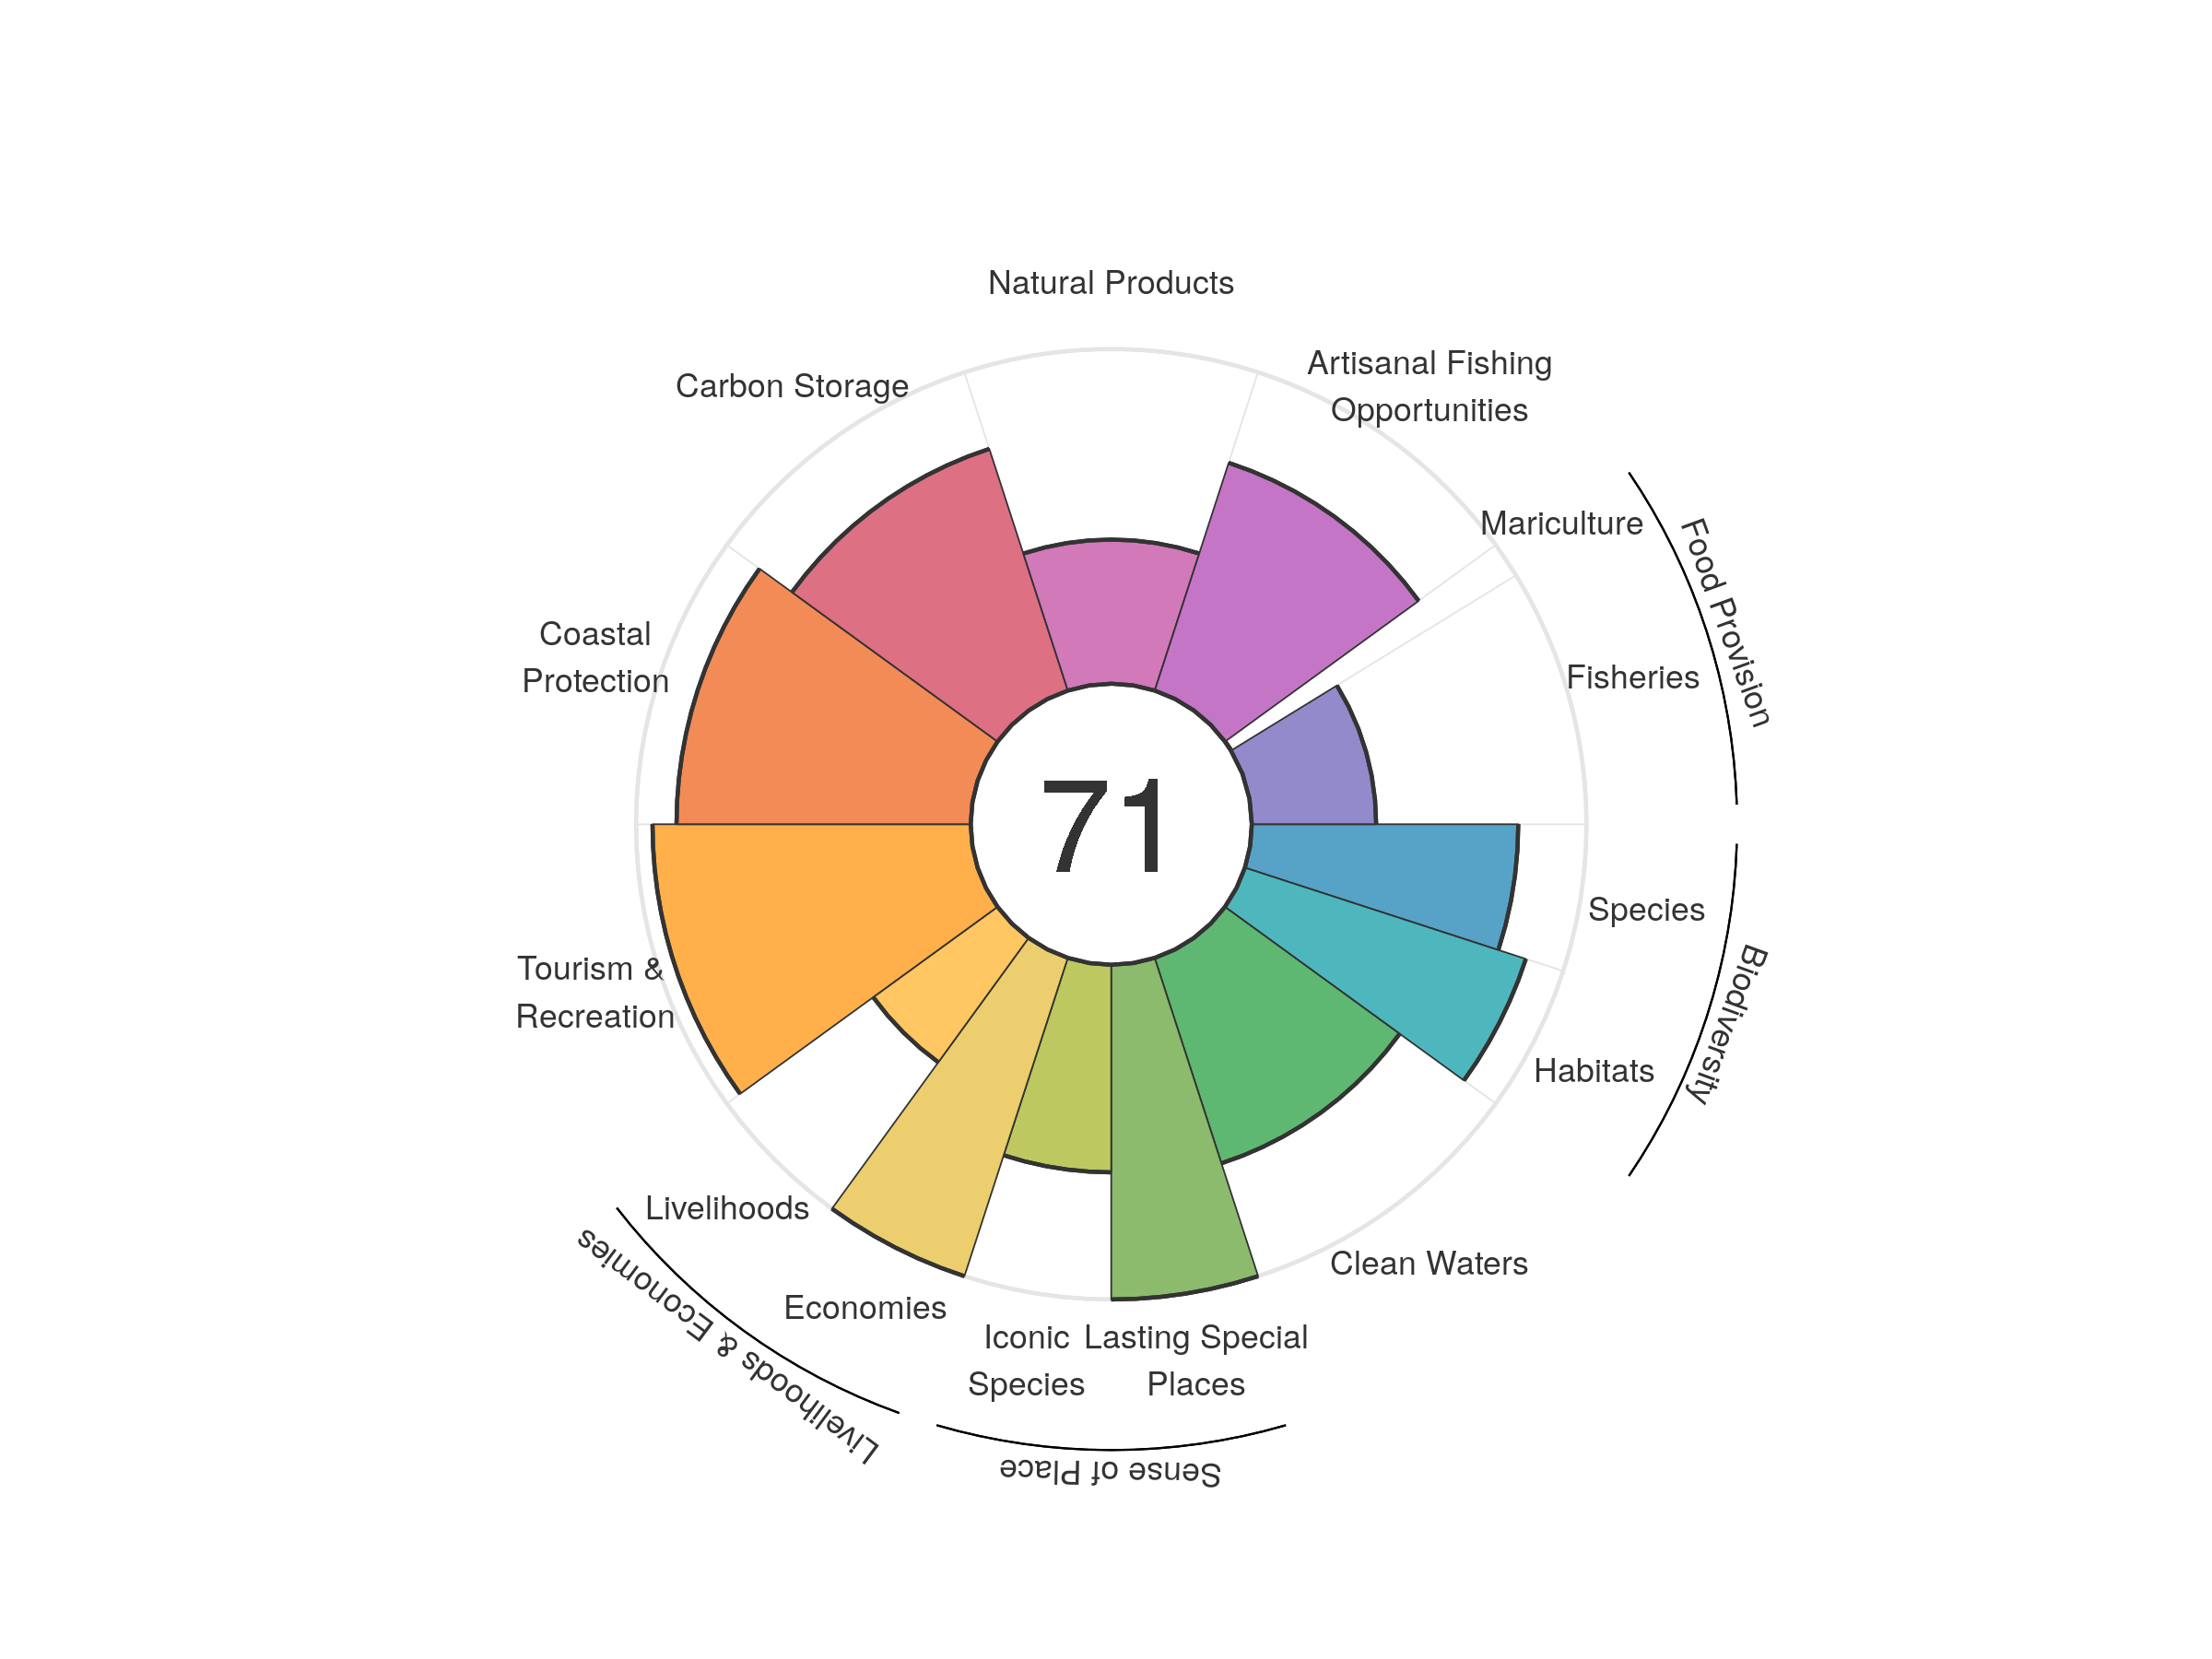 Natural Products
Artisanal Fishing
Opportunities
Carbon Storage
Mariculture
Food Provision
Coastal
Protection
Fisheries
71
Species
Biodiversity
Tourism &
Recreation
Habitats
Livelihoods
Livelihoods & Economies
Clean Waters
Economies
Iconic
Species
Lasting Special
Places
Sense of Place